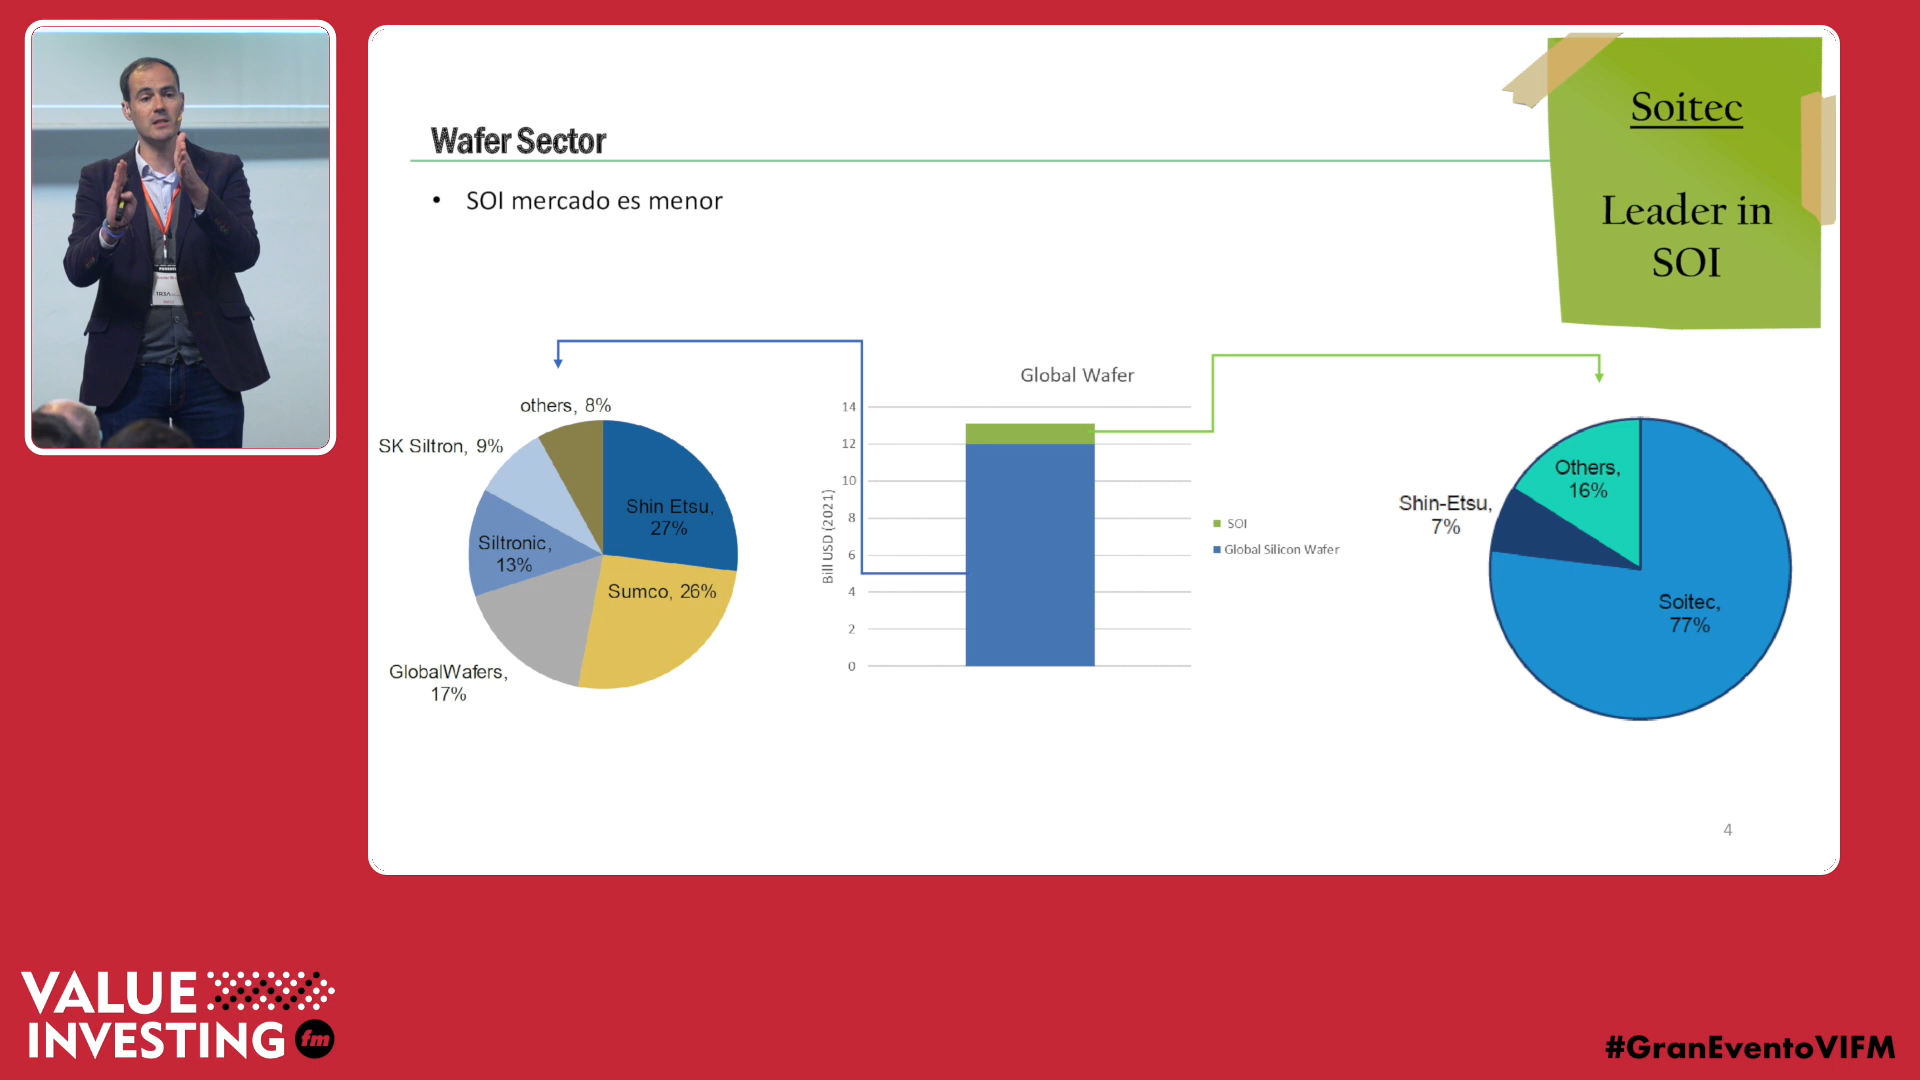 Wafer Sector
• SOI mercado es menor
Soitec
Leader in
SOI
others, 8%
SK Siltron, 9%
Shin Etsu,
27%
Siltronic,
13%
Sumco, 26%
GlobalWafers,
17%
Global Wafer
14
12
10
8
6
4
2
0
Bill USD (2021)
SOI
Global Silicon Wafer
Others,
16%
Shin-Etsu,
7%
Soitec,
77%
4
VALUE
INVESTING fm
#GranEventoVIFM